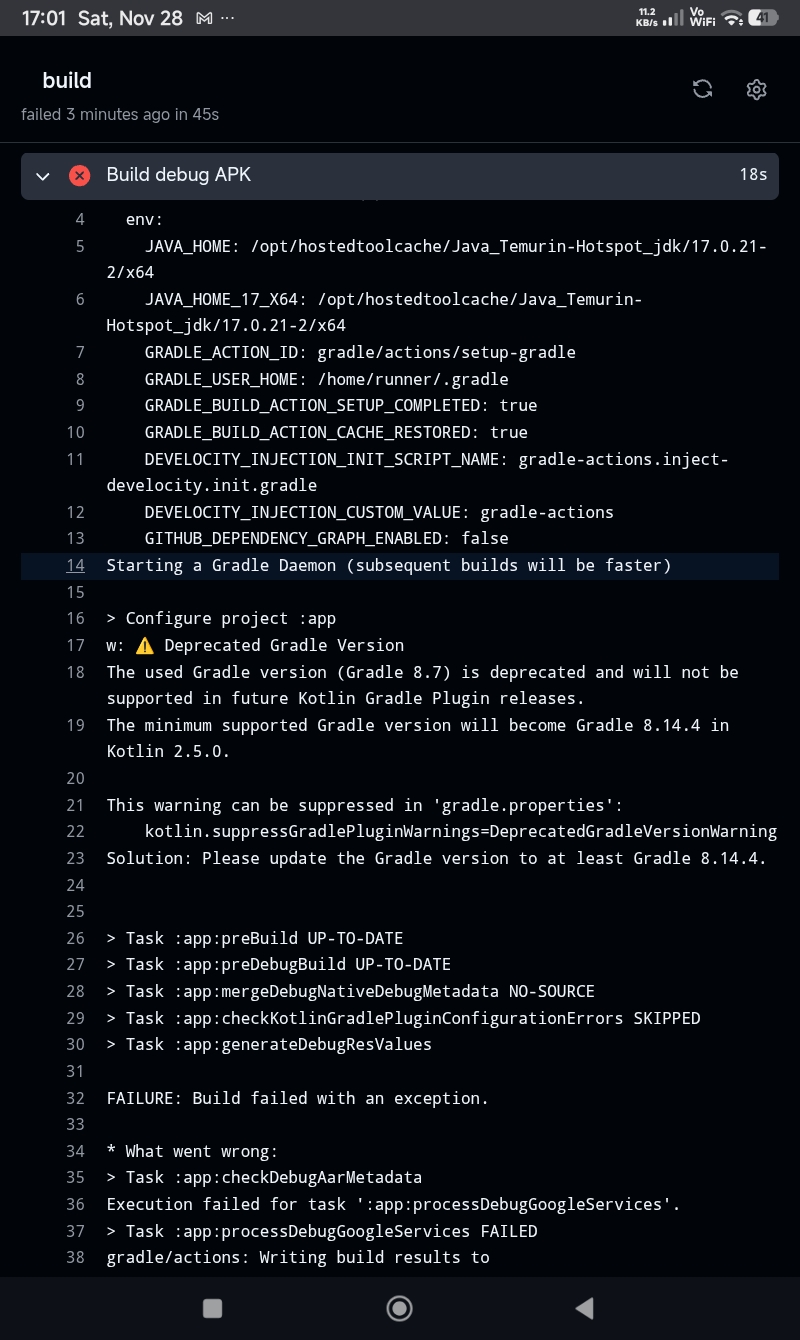 17:01 Sat, Nov 28 ···
11.2 KB/s Vo WiFi 41
build
failed 3 minutes ago in 45s
Build debug APK 18s
4 env:
5 JAVA_HOME: /opt/hostedtoolcache/Java_Temurin-Hotspot_jdk/17.0.21-
2/x64
6 JAVA_HOME_17_X64: /opt/hostedtoolcache/Java_Temurin-
Hotspot_jdk/17.0.21-2/x64
7 GRADLE_ACTION_ID: gradle/actions/setup-gradle
8 GRADLE_USER_HOME: /home/runner/.gradle
9 GRADLE_BUILD_ACTION_SETUP_COMPLETED: true
10 GRADLE_BUILD_ACTION_CACHE_RESTORED: true
11 DEVELOCITY_INJECTION_INIT_SCRIPT_NAME: gradle-actions.inject-
develocity.init.gradle
12 DEVELOCITY_INJECTION_CUSTOM_VALUE: gradle-actions
13 GITHUB_DEPENDENCY_GRAPH_ENABLED: false
14 Starting a Gradle Daemon (subsequent builds will be faster)
15
16 > Configure project :app
17 w: ⚠️ Deprecated Gradle Version
18 The used Gradle version (Gradle 8.7) is deprecated and will not be
supported in future Kotlin Gradle Plugin releases.
19 The minimum supported Gradle version will become Gradle 8.14.4 in
Kotlin 2.5.0.
20
21 This warning can be suppressed in 'gradle.properties':
22 kotlin.suppressGradlePluginWarnings=DeprecatedGradleVersionWarning
23 Solution: Please update the Gradle version to at least Gradle 8.14.4.
24
25
26 > Task :app:preBuild UP-TO-DATE
27 > Task :app:preDebugBuild UP-TO-DATE
28 > Task :app:mergeDebugNativeDebugMetadata NO-SOURCE
29 > Task :app:checkKotlinGradlePluginConfigurationErrors SKIPPED
30 > Task :app:generateDebugResValues
31
32 FAILURE: Build failed with an exception.
33
34 * What went wrong:
35 > Task :app:checkDebugAarMetadata
36 Execution failed for task ':app:processDebugGoogleServices'.
37 > Task :app:processDebugGoogleServices FAILED
38 gradle/actions: Writing build results to